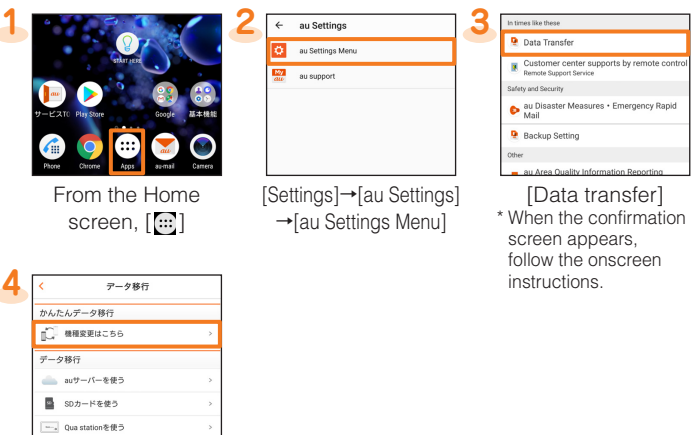 1
START HERE
au
サービスTO
Play Store
Google
基本機能
Phone
Chrome
Apps
au-mail
Camera
From the Home
screen, [ ]
2
← au Settings
au Settings Menu
My au
au support
[Settings]→[au Settings]
→[au Settings Menu]
3
In times like these
Data Transfer
Customer center supports by remote control
Remote Support Service
Safety and Security
au Disaster Measures・Emergency Rapid
Mail
Backup Setting
Other
au Area Quality Information Reporting
[Data transfer]
* When the confirmation
screen appears,
follow the onscreen
instructions.
4
< データ移行
かんたんデータ移行
機種変更はこちら >
データ移行
auサーバーを使う >
SDカードを使う >
Qua stationを使う >